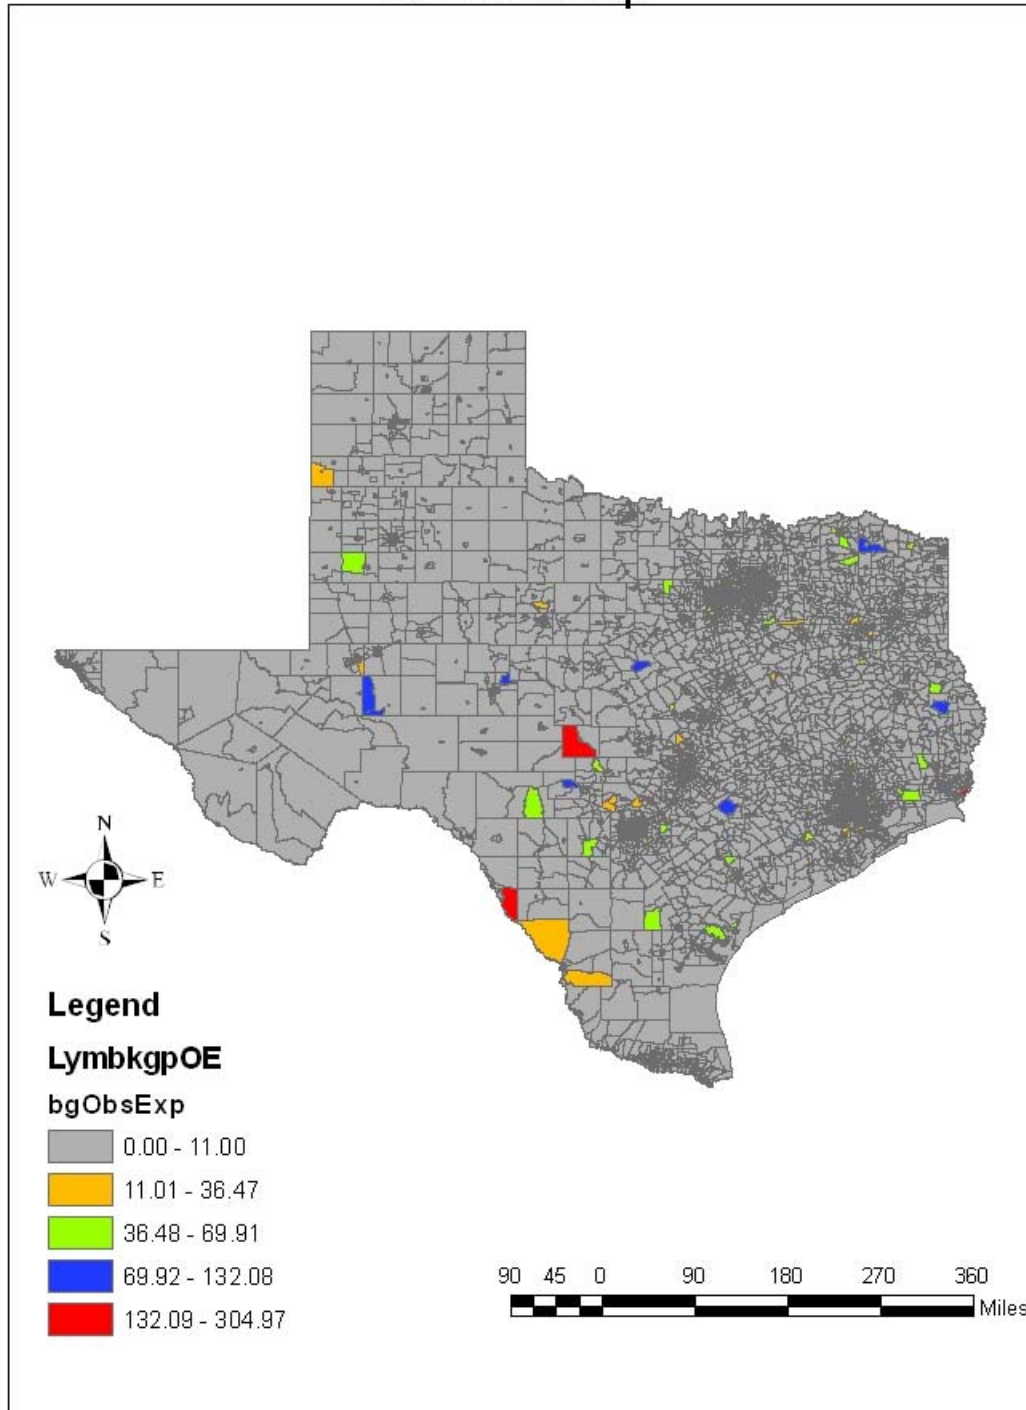 N
W E
S
Legend
LymbkgpOE
bgObsExp
0.00 - 11.00
11.01 - 36.47
36.48 - 69.91
69.92 - 132.08
132.09 - 304.97
90 45 0 90 180 270 360
Miles